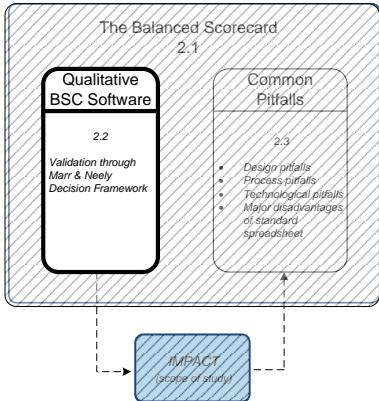 The Balanced Scorecard
2.1
Qualitative
BSC Software
2.2
Validation through
Marr & Neely
Decision Framework
Common
Pitfalls
2.3
• Design pitfalls
• Process pitfalls
• Technological pitfalls
• Major disadvantages
of standard
spreadsheet
IMPACT
(scope of study)